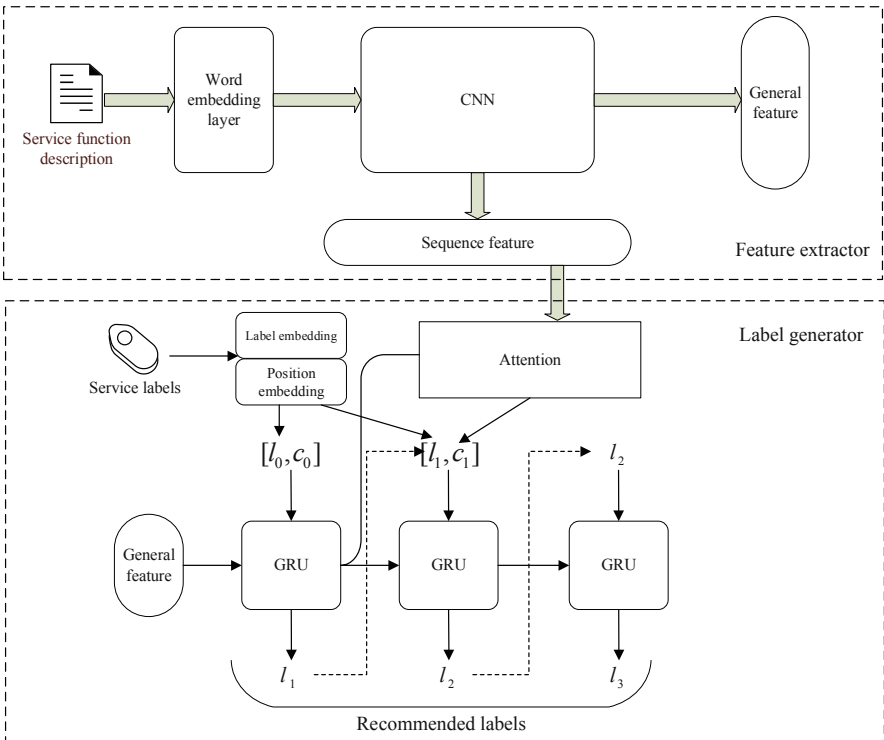 Service function
description
Word
embedding
layer
CNN
General
feature
Sequence feature
Feature extractor
Label generator
Service labels
Label embedding
Position
embedding
Attention
[l₀,c₀]
[l₁,c₁]
l₂
General
feature
GRU
GRU
GRU
l₁
l₂
l₃
Recommended labels